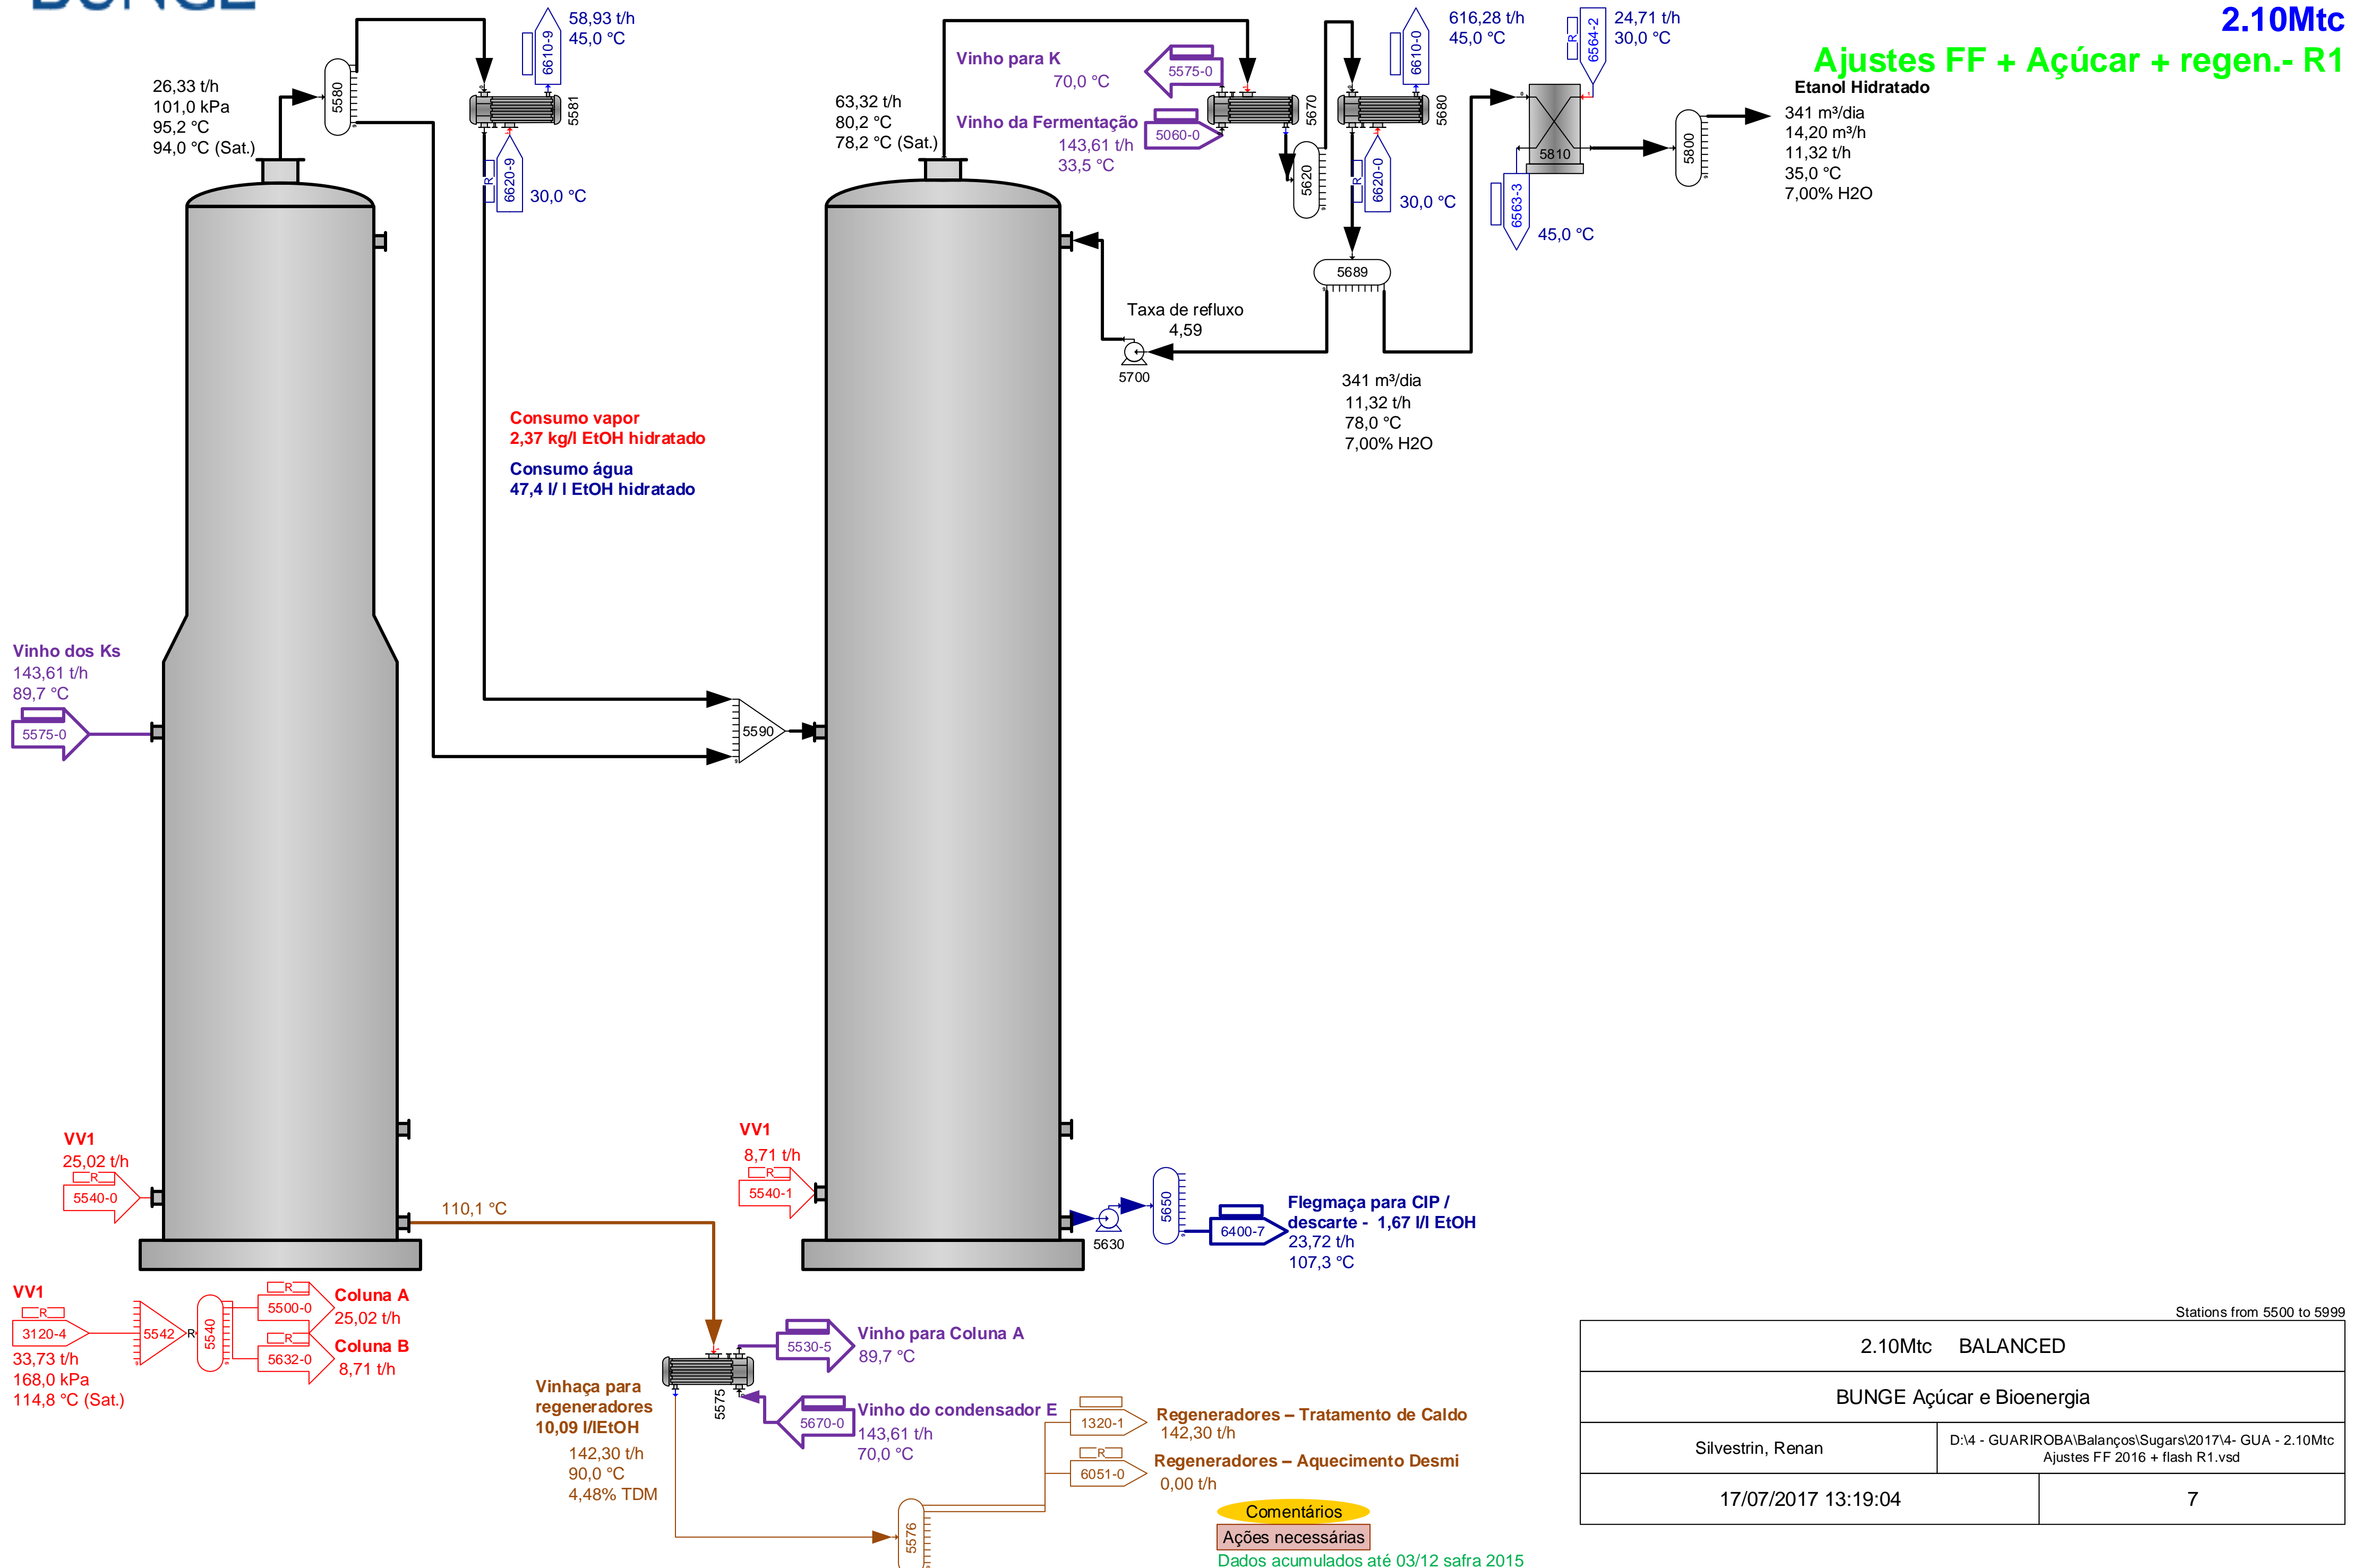 BUNGE
2.10Mtc
Ajustes FF + Açúcar + regen.- R1
26,33 t/h
101,0 kPa
95,2 °C
94,0 °C (Sat.)
5580
58,93 t/h
45,0 °C
6610-9
5581
R
6620-9
30,0 °C
63,32 t/h
80,2 °C
78,2 °C (Sat.)
Vinho para K
70,0 °C
5575-0
Vinho da Fermentação
5060-0
143,61 t/h
33,5 °C
5670
5620
616,28 t/h
45,0 °C
6610-0
5680
R
6620-0
30,0 °C
24,71 t/h
30,0 °C
R
6564-2
5810
6563-3
45,0 °C
5800
Etanol Hidratado
341 m³/dia
14,20 m³/h
11,32 t/h
35,0 °C
7,00% H2O
5689
Taxa de refluxo
4,59
5700
341 m³/dia
11,32 t/h
78,0 °C
7,00% H2O
Consumo vapor
2,37 kg/l EtOH hidratado
Consumo água
47,4 l/ l EtOH hidratado
Vinho dos Ks
143,61 t/h
89,7 °C
5575-0
5590
VV1
25,02 t/h
R
5540-0
110,1 °C
VV1
8,71 t/h
R
5540-1
5630
5650
6400-7
Flegmaça para CIP /
descarte - 1,67 l/l EtOH
23,72 t/h
107,3 °C
VV1
R
3120-4
33,73 t/h
168,0 kPa
114,8 °C (Sat.)
5542
R
5540
R
5500-0
Coluna A
25,02 t/h
R
5632-0
Coluna B
8,71 t/h
5530-5
Vinho para Coluna A
89,7 °C
5575
5670-0
Vinho do condensador E
143,61 t/h
70,0 °C
Vinhaça para
regeneradores
10,09 l/lEtOH
142,30 t/h
90,0 °C
4,48% TDM
5576
1320-1
Regeneradores – Tratamento de Caldo
142,30 t/h
R
6051-0
Regeneradores – Aquecimento Desmi
0,00 t/h
Comentários
Ações necessárias
Dados acumulados até 03/12 safra 2015
Stations from 5500 to 5999
2.10Mtc BALANCED
BUNGE Açúcar e Bioenergia
Silvestrin, Renan
D:\4 - GUARIROBA\Balanços\Sugars\2017\4- GUA - 2.10Mtc
Ajustes FF 2016 + flash R1.vsd
17/07/2017 13:19:04
7